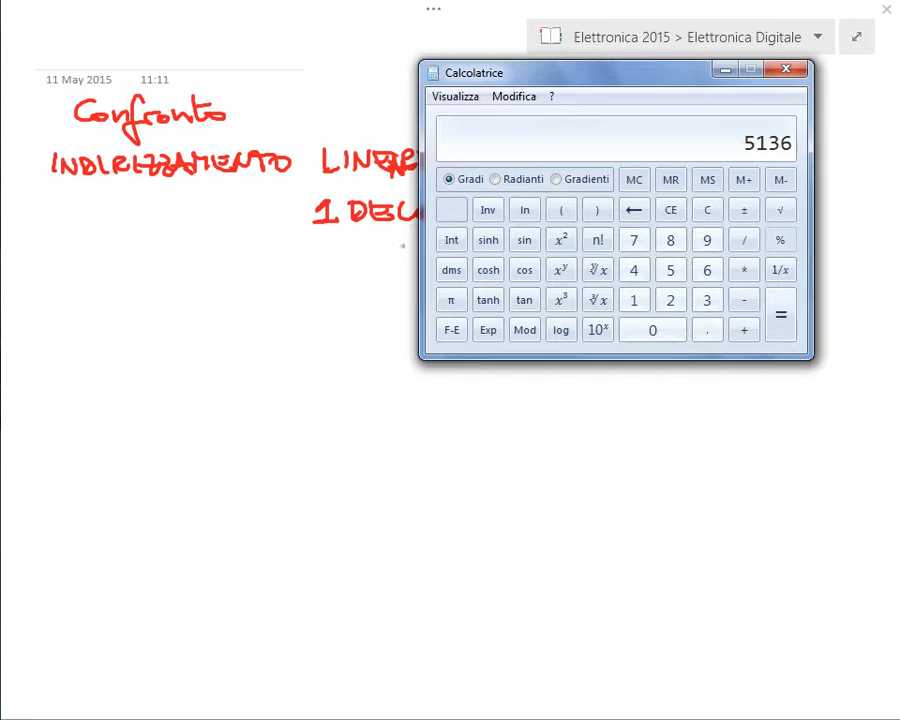 Elettronica 2015 > Elettronica Digitale
11 May 2015 11:11
Confronto
INDIRIZZAMENTO
1
Calcolatrice
Visualizza Modifica ?
5136
Gradi Radianti Gradienti MC MR MS M+ M-
Inv ln ( ) ← CE C ± √
Int sinh sin x² n! 7 8 9 / %
dms cosh cos xʸ ʸ√x 4 5 6 * 1/x
π tanh tan x³ ³√x 1 2 3 - =
F-E Exp Mod log 10ˣ 0 . +